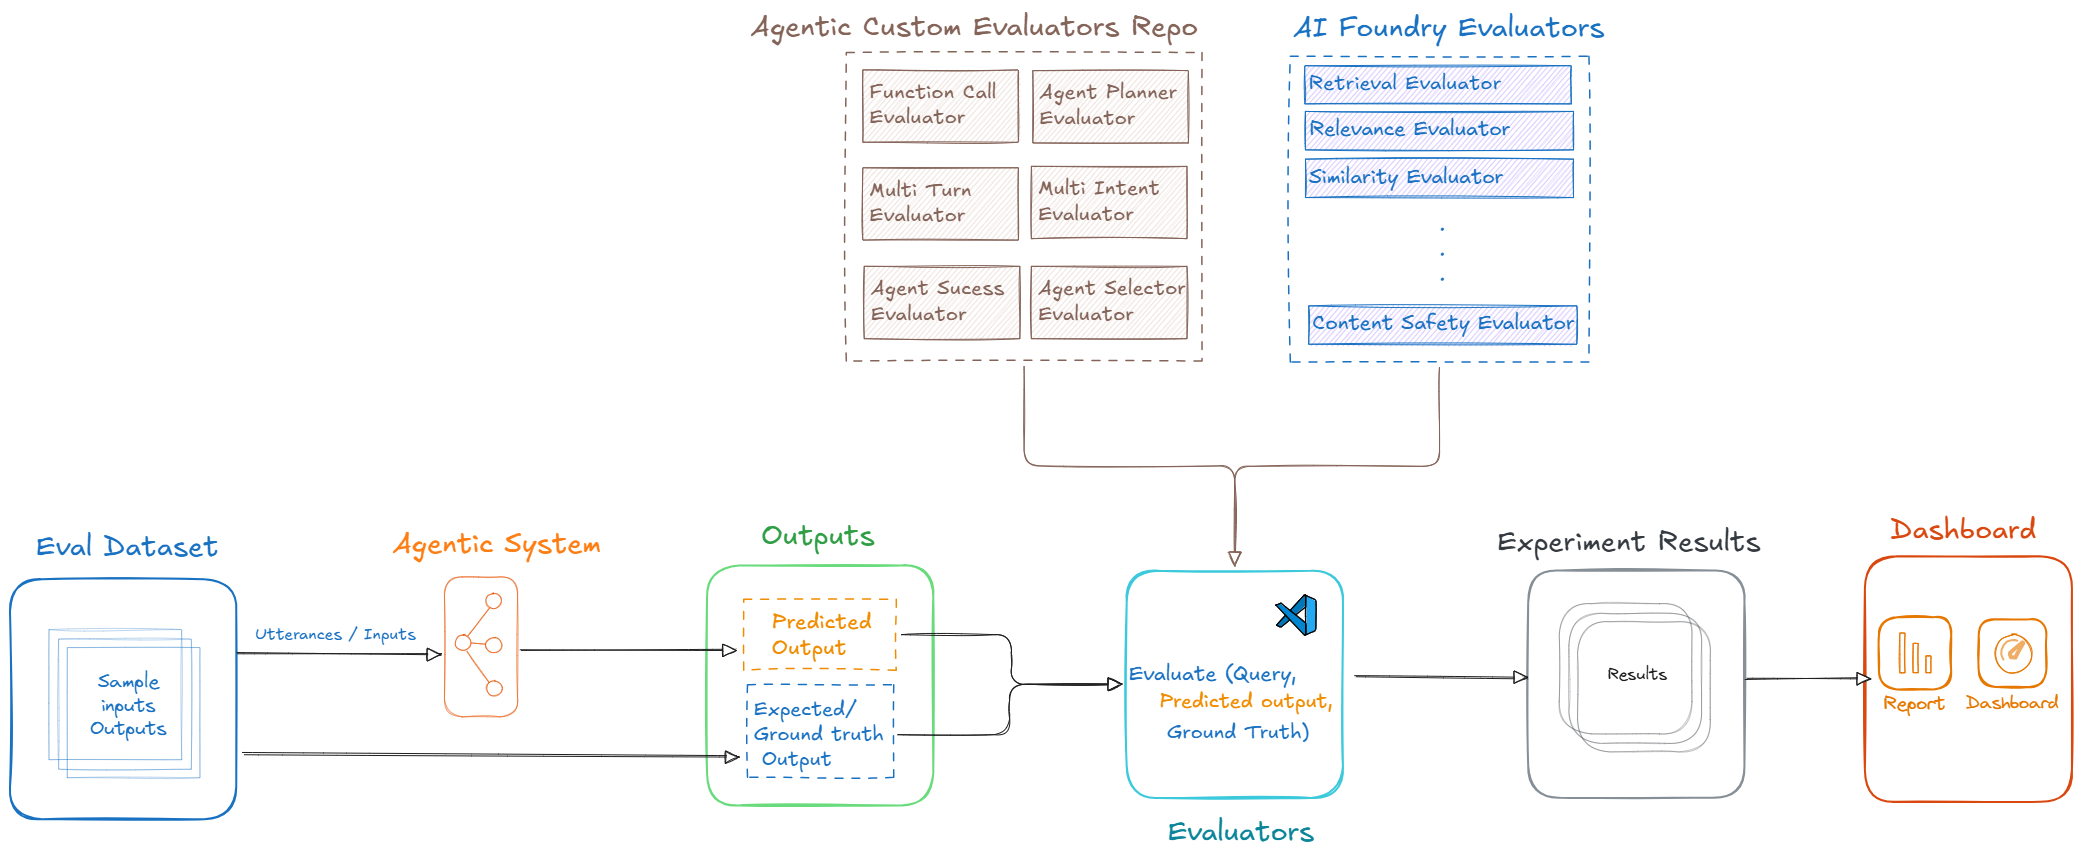 Agentic Custom Evaluators Repo
AI Foundry Evaluators
Function Call
Evaluator
Agent Planner
Evaluator
Multi Turn
Evaluator
Multi Intent
Evaluator
Agent Sucess
Evaluator
Agent Selector
Evaluator
Retrieval Evaluator
Relevance Evaluator
Similarity Evaluator
.
.
.
Content Safety Evaluator
Eval Dataset
Sample
inputs
Outputs
Utterances / Inputs
Agentic System
Outputs
Predicted
Output
Expected/
Ground truth
Output
Evaluate (Query,
Predicted output,
Ground Truth)
Evaluators
Experiment Results
Results
Dashboard
Report
Dashboard